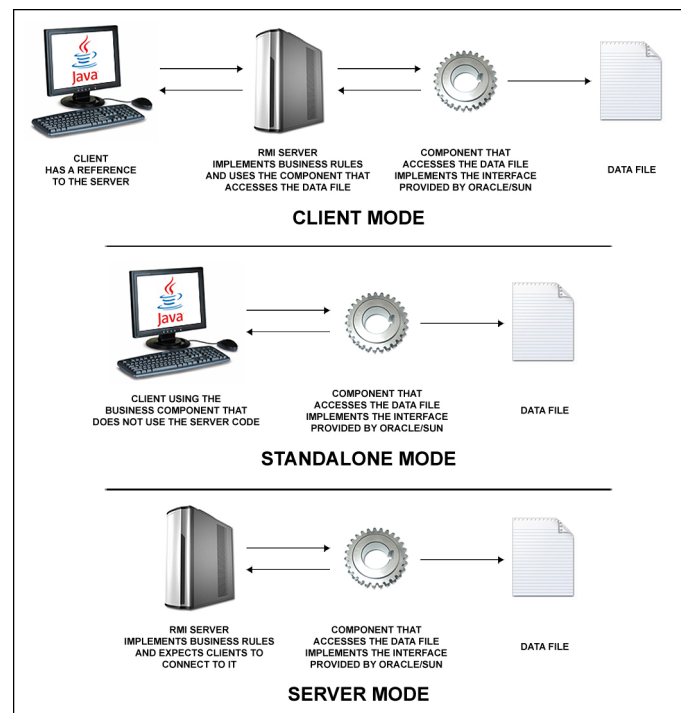 Java
CLIENT
HAS A REFERENCE
TO THE SERVER
RMI SERVER
IMPLEMENTS BUSINESS RULES
AND USES THE COMPONENT THAT
ACCESSES THE DATA FILE
COMPONENT THAT
ACCESSES THE DATA FILE
IMPLEMENTS THE INTERFACE
PROVIDED BY ORACLE/SUN
DATA FILE
CLIENT MODE
Java
CLIENT USING THE
BUSINESS COMPONENT THAT
DOES NOT USE THE SERVER CODE
COMPONENT THAT
ACCESSES THE DATA FILE
IMPLEMENTS THE INTERFACE
PROVIDED BY ORACLE/SUN
DATA FILE
STANDALONE MODE
RMI SERVER
IMPLEMENTS BUSINESS RULES
AND EXPECTS CLIENTS TO
CONNECT TO IT
COMPONENT THAT
ACCESSES THE DATA FILE
IMPLEMENTS THE INTERFACE
PROVIDED BY ORACLE/SUN
DATA FILE
SERVER MODE